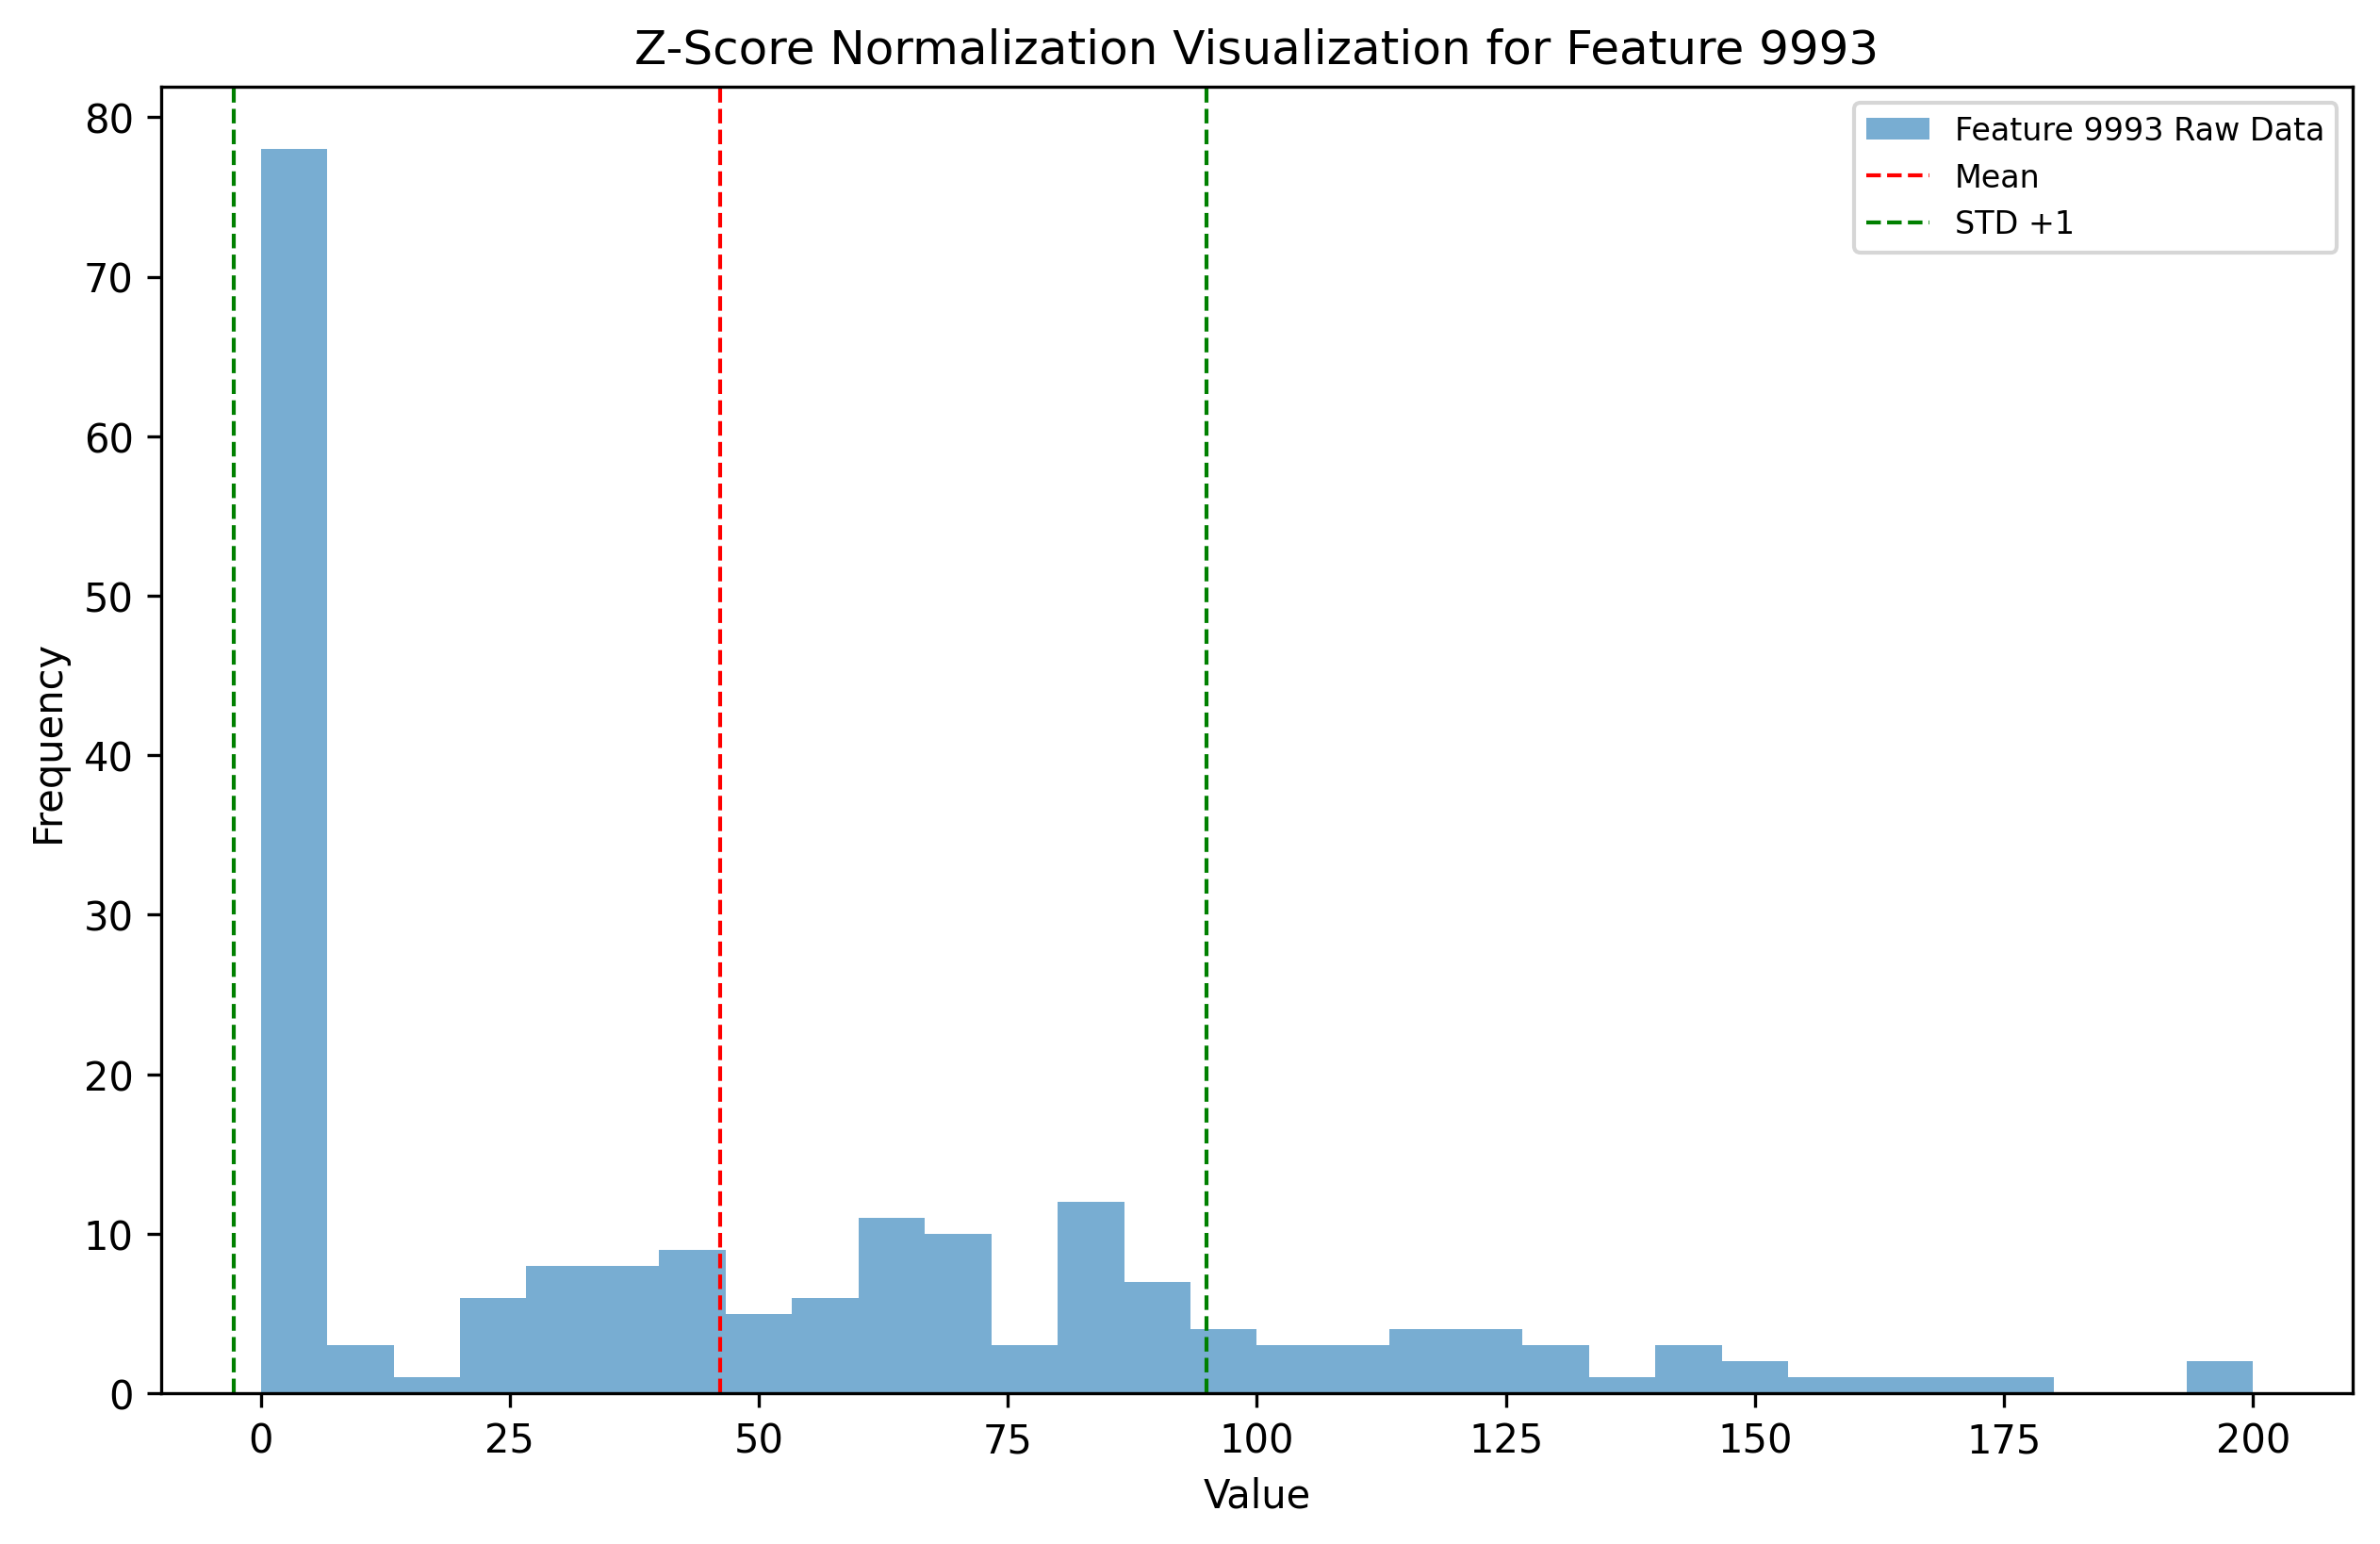 Z-Score Normalization Visualization for Feature 9993
Feature 9993 Raw Data
Mean
STD +1
80
70
60
50
40
30
20
10
0
Frequency
0 25 50 75 100 125 150 175 200
Value